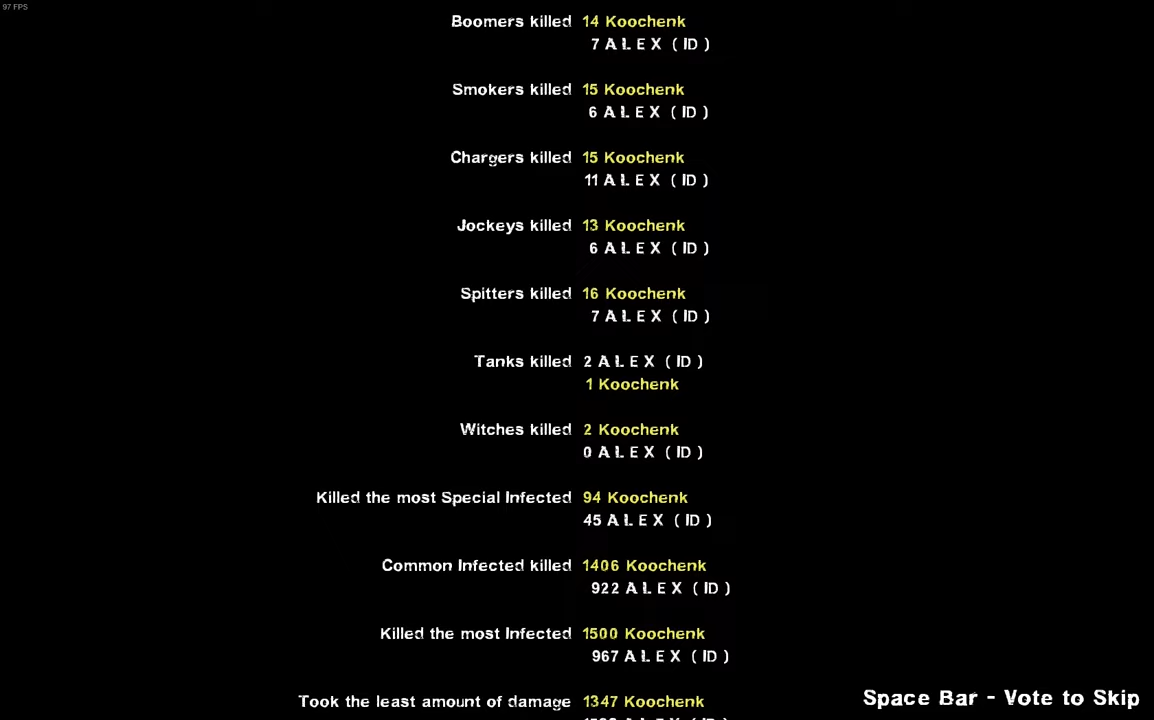 97 FPS
Boomers killed 14 Koochenk
7 A L E X ( ID )
Smokers killed 15 Koochenk
6 A L E X ( ID )
Chargers killed 15 Koochenk
11 A L E X ( ID )
Jockeys killed 13 Koochenk
6 A L E X ( ID )
Spitters killed 16 Koochenk
7 A L E X ( ID )
Tanks killed 2 A L E X ( ID )
1 Koochenk
Witches killed 2 Koochenk
0 A L E X ( ID )
Killed the most Special Infected 94 Koochenk
45 A L E X ( ID )
Common Infected killed 1406 Koochenk
922 A L E X ( ID )
Killed the most Infected 1500 Koochenk
967 A L E X ( ID )
Took the least amount of damage 1347 Koochenk
Space Bar - Vote to Skip